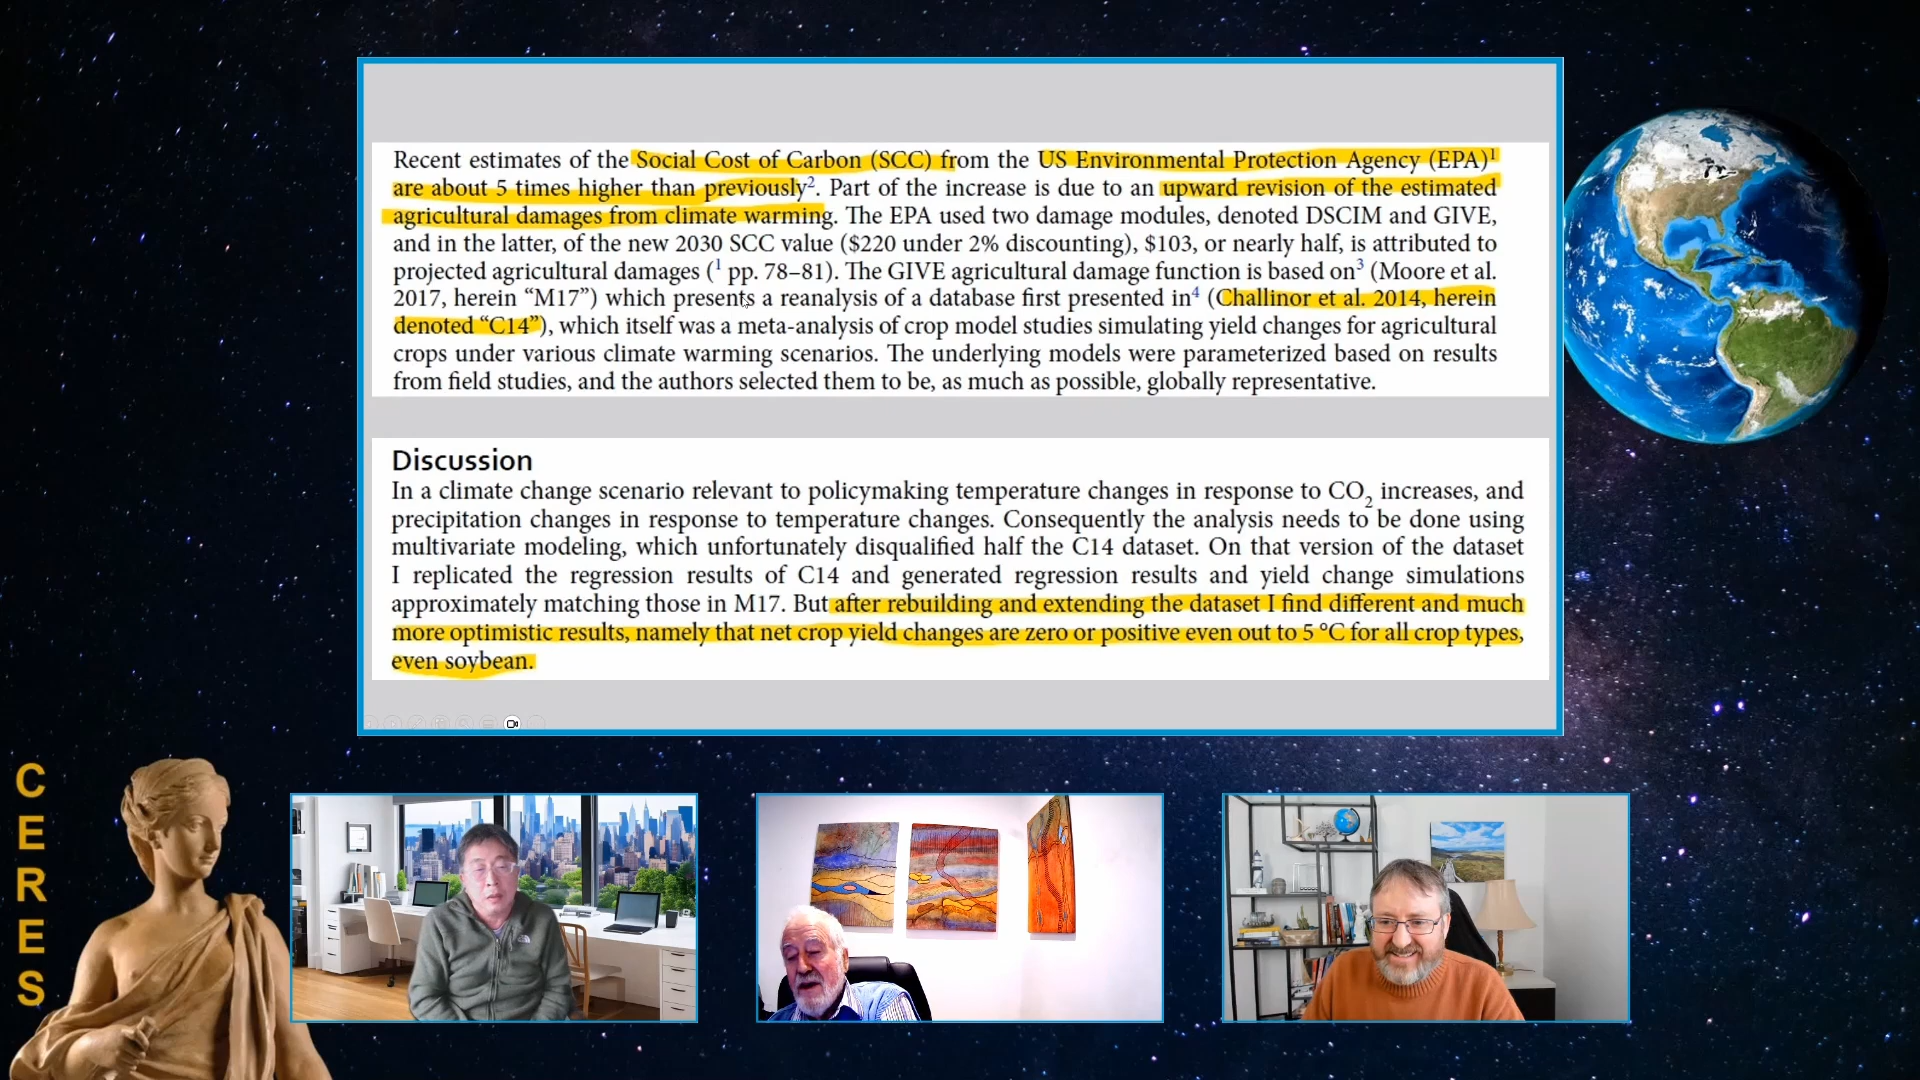 Recent estimates of the Social Cost of Carbon (SCC) from the US Environmental Protection Agency (EPA)¹
are about 5 times higher than previously². Part of the increase is due to an upward revision of the estimated
agricultural damages from climate warming. The EPA used two damage modules, denoted DSCIM and GIVE,
and in the latter, of the new 2030 SCC value ($220 under 2% discounting), $103, or nearly half, is attributed to
projected agricultural damages (¹ pp. 78–81). The GIVE agricultural damage function is based on³ (Moore et al.
2017, herein “M17”) which presents a reanalysis of a database first presented in⁴ (Challinor et al. 2014, herein
denoted “C14”), which itself was a meta-analysis of crop model studies simulating yield changes for agricultural
crops under various climate warming scenarios. The underlying models were parameterized based on results
from field studies, and the authors selected them to be, as much as possible, globally representative.
Discussion
In a climate change scenario relevant to policymaking temperature changes in response to CO₂ increases, and
precipitation changes in response to temperature changes. Consequently the analysis needs to be done using
multivariate modeling, which unfortunately disqualified half the C14 dataset. On that version of the dataset
I replicated the regression results of C14 and generated regression results and yield change simulations
approximately matching those in M17. But after rebuilding and extending the dataset I find different and much
more optimistic results, namely that net crop yield changes are zero or positive even out to 5 °C for all crop types,
even soybean.
CERES